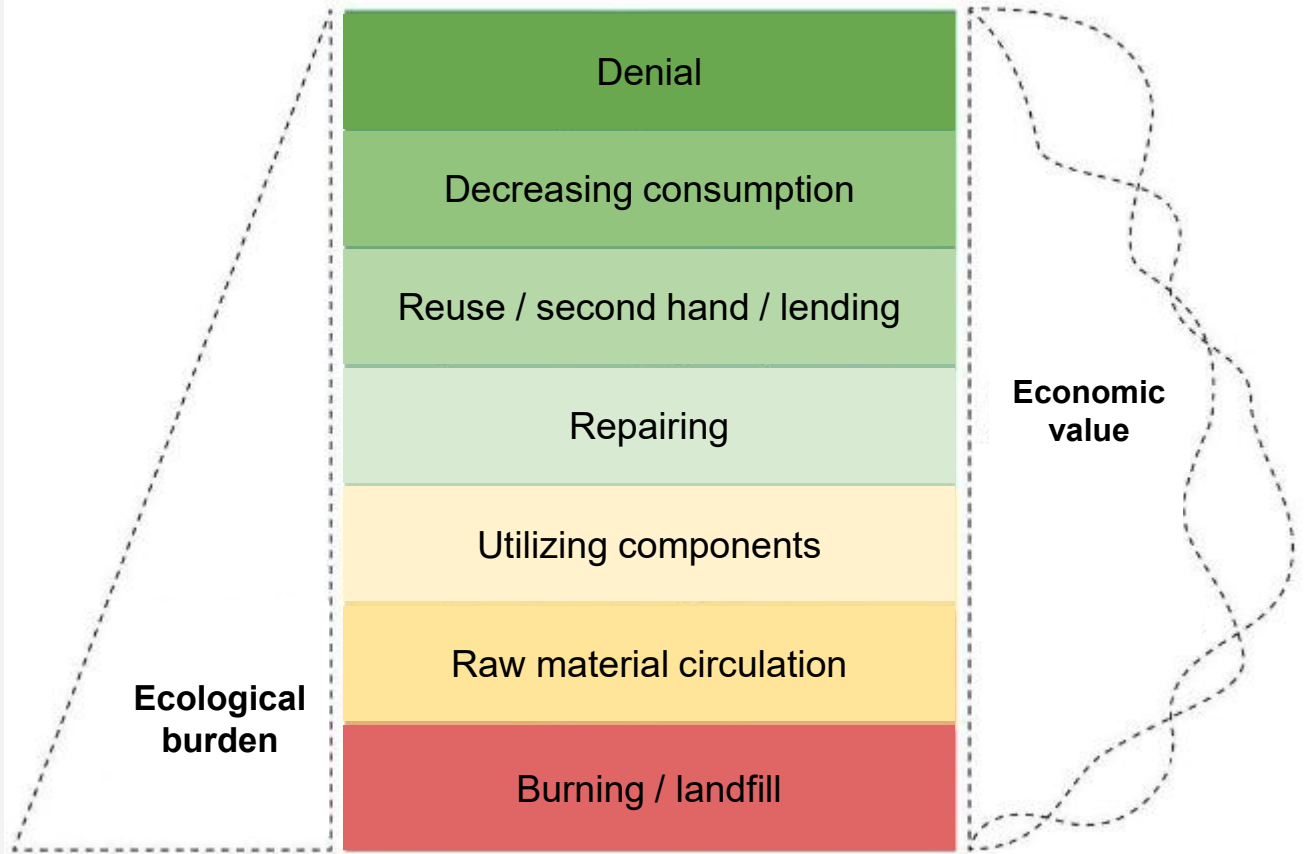 Denial
Decreasing consumption
Reuse / second hand / lending
Repairing
Utilizing components
Raw material circulation
Burning / landfill
Ecological
burden
Economic
value